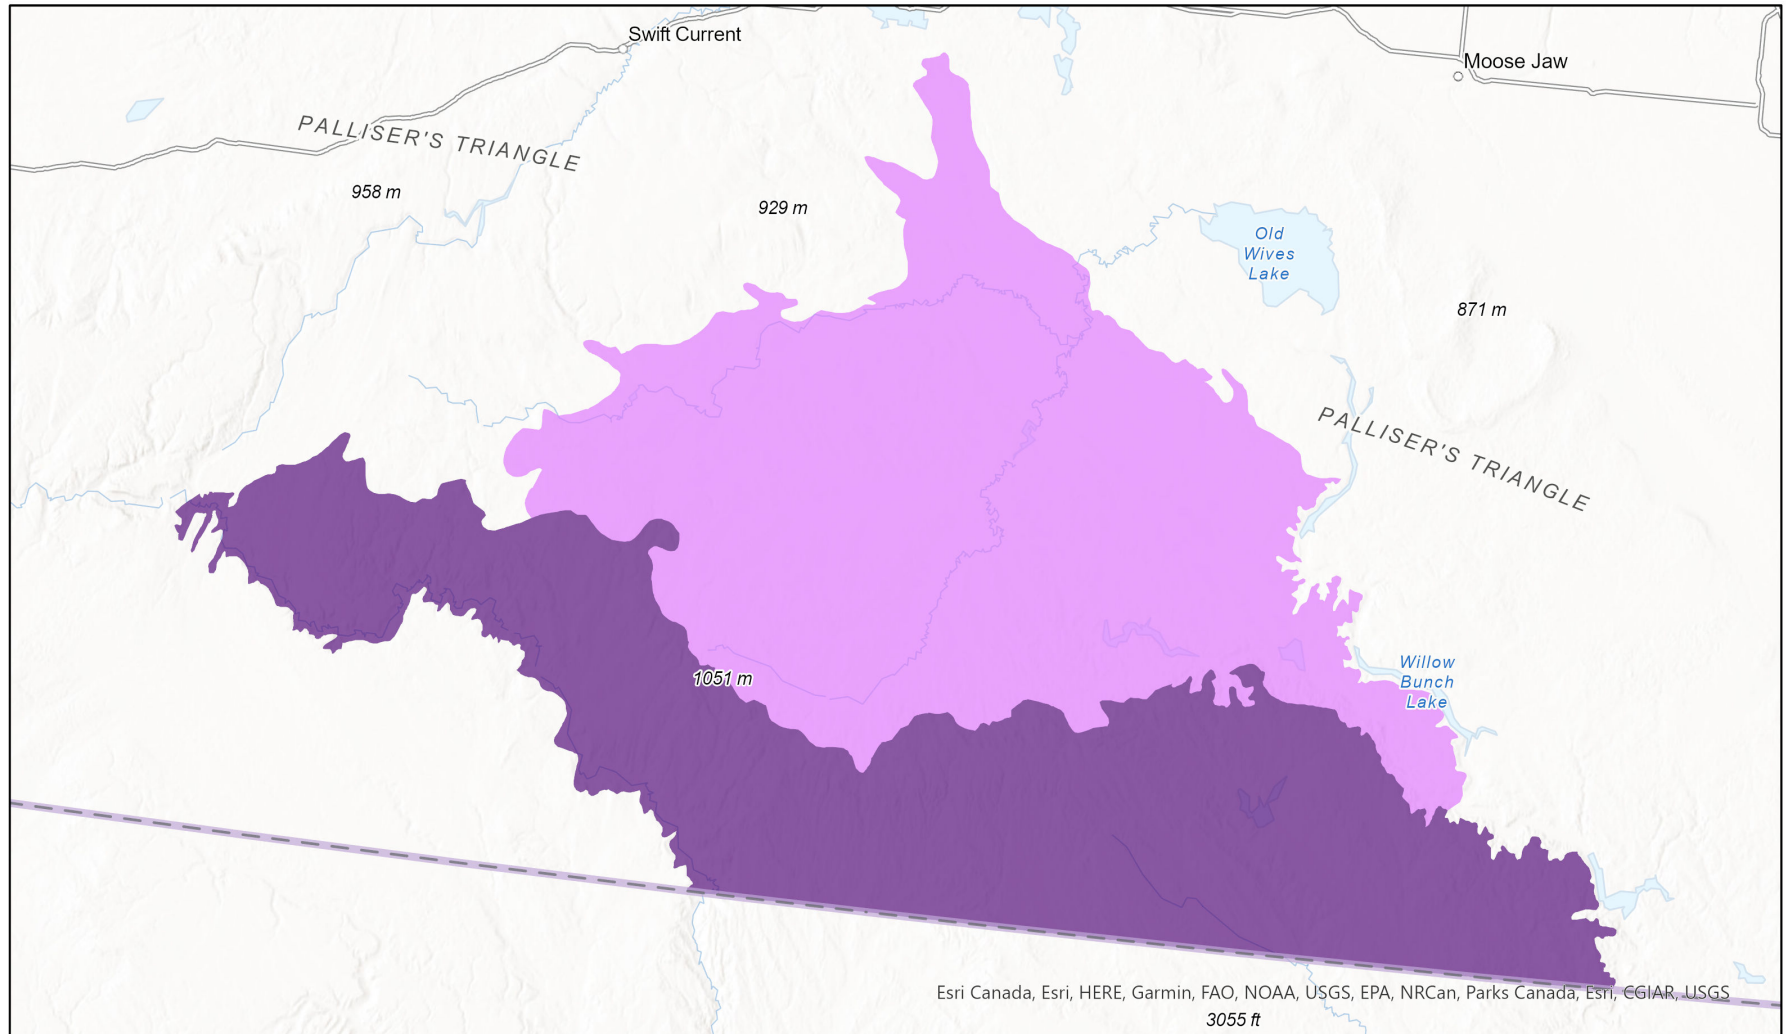 Swift Current
Moose Jaw
PALLISER'S TRIANGLE
958 m
929 m
Old
Wives
Lake
871 m
PALLISER'S TRIANGLE
Willow
Bunch
Lake
1051 m
Esri Canada, Esri, HERE, Garmin, FAO, NOAA, USGS, EPA, NRCan, Parks Canada, Esri, CGIAR, USGS
3055 ft